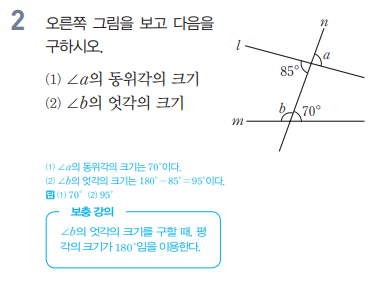 2 오른쪽 그림을 보고 다음을
구하시오.
(1) ∠a의 동위각의 크기
(2) ∠b의 엇각의 크기
n
l
a
85°
b 70°
m
(1) ∠a의 동위각의 크기는 70°이다.
(2) ∠b의 엇각의 크기는 180°-85°=95°이다.
답 (1) 70° (2) 95°
보충 강의
∠b의 엇각의 크기를 구할 때, 평
각의 크기가 180°임을 이용한다.